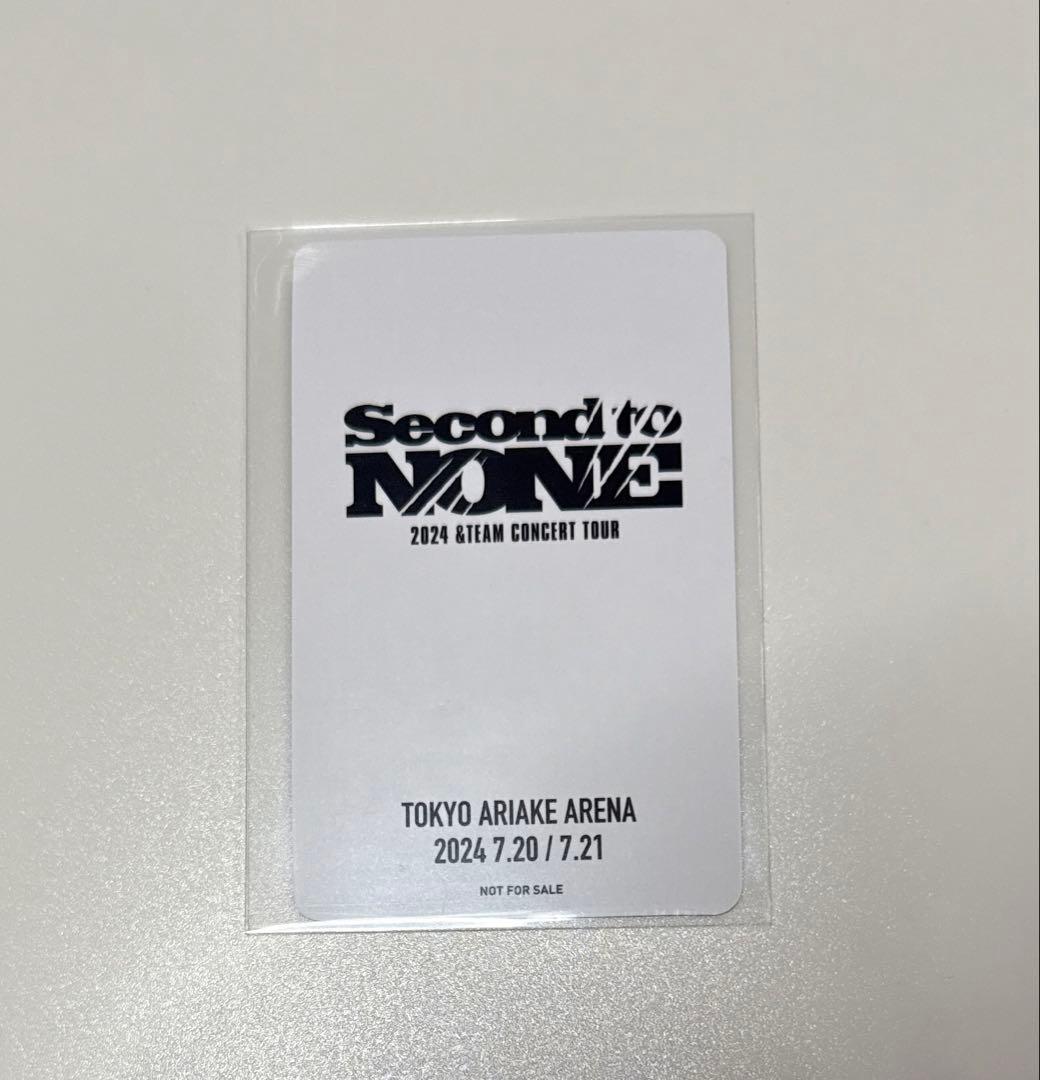 Second to
NONE
2024 &TEAM CONCERT TOUR
TOKYO ARIAKE ARENA
2024 7.20 / 7.21
NOT FOR SALE